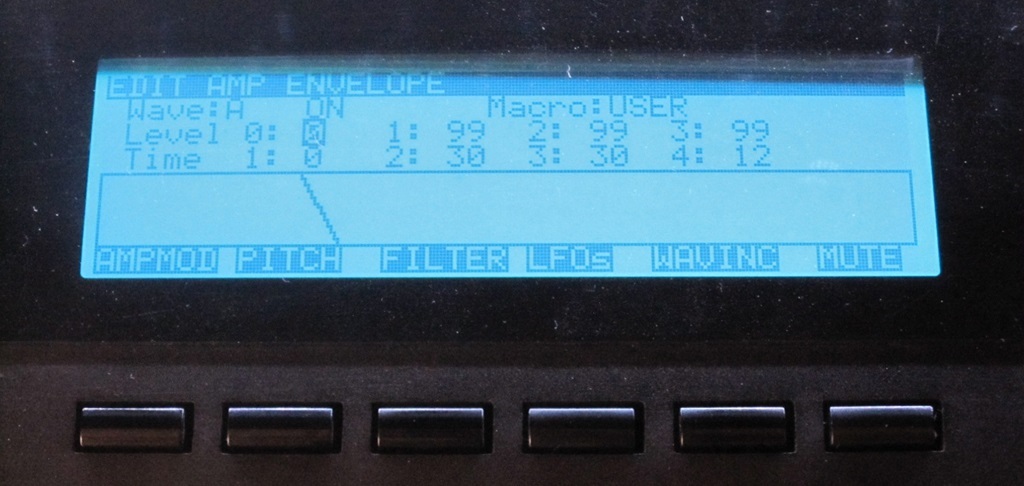 EDIT AMP ENVELOPE
Wave:A ON Macro:USER
Level 0: 0 1: 99 2: 99 3: 99
Time 1: 0 2: 30 3: 30 4: 12
AMPMOD PITCH FILTER LFOs WAVINC MUTE